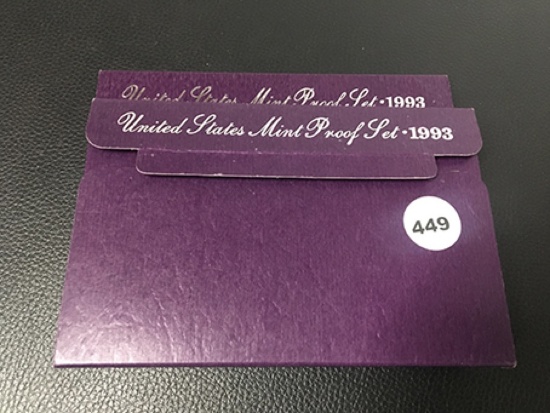 United States Mint Proof Set • 1993
United States Mint Proof Set • 1993
449